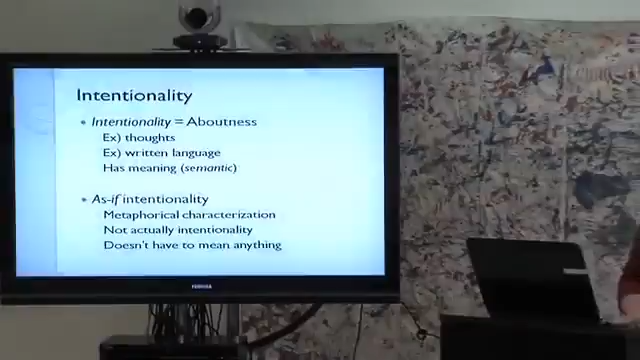 Intentionality
• Intentionality = Aboutness
Ex) thoughts
Ex) written language
Has meaning (semantic)
• As-if intentionality
Metaphorical characterization
Not actually intentionality
Doesn't have to mean anything
TOSHIBA